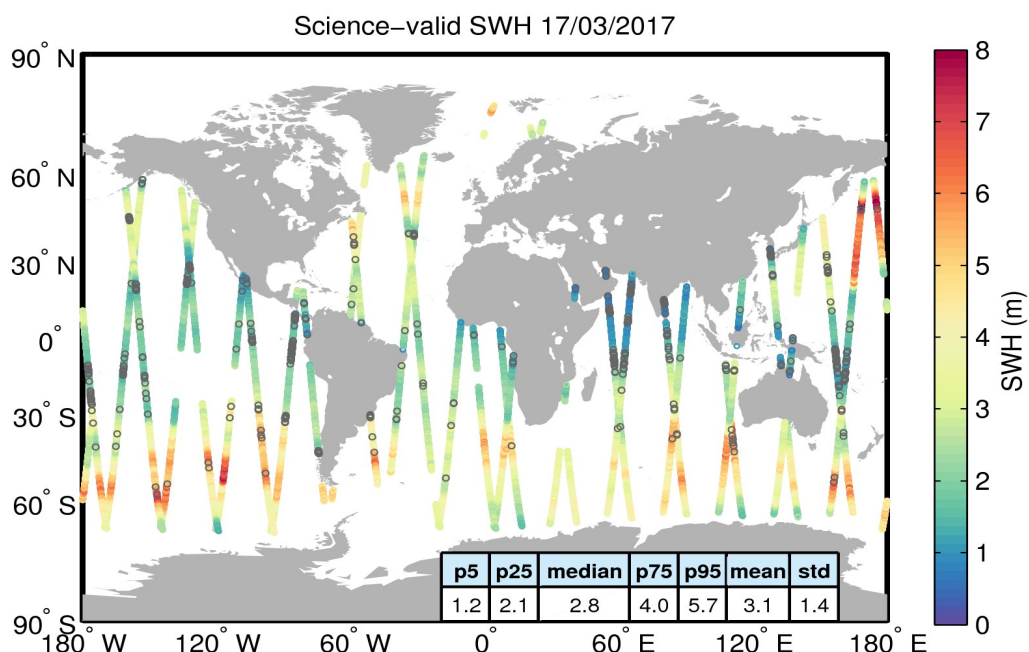 Science−valid SWH 17/03/2017
90° N
60° N
30° N
0°
30° S
60° S
90° S
180° W
120° W
60° W
0°
60° E
120° E
180° E
8
7
6
5
4
3
2
1
0
SWH (m)
p5 p25 median p75 p95 mean std
1.2 2.1 2.8 4.0 5.7 3.1 1.4